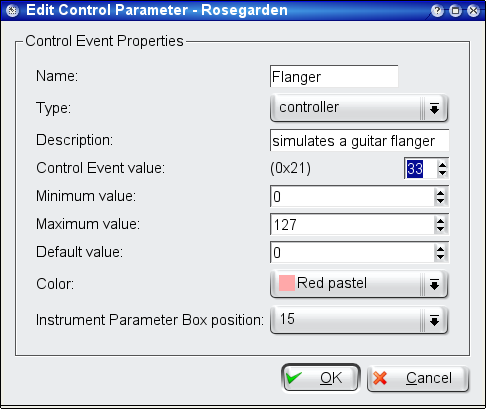 Edit Control Parameter - Rosegarden
Control Event Properties
Name: Flanger
Type: controller
Description: simulates a guitar flanger
Control Event value: (0x21) 33
Minimum value: 0
Maximum value: 127
Default value: 0
Color: Red pastel
Instrument Parameter Box position: 15
OK Cancel